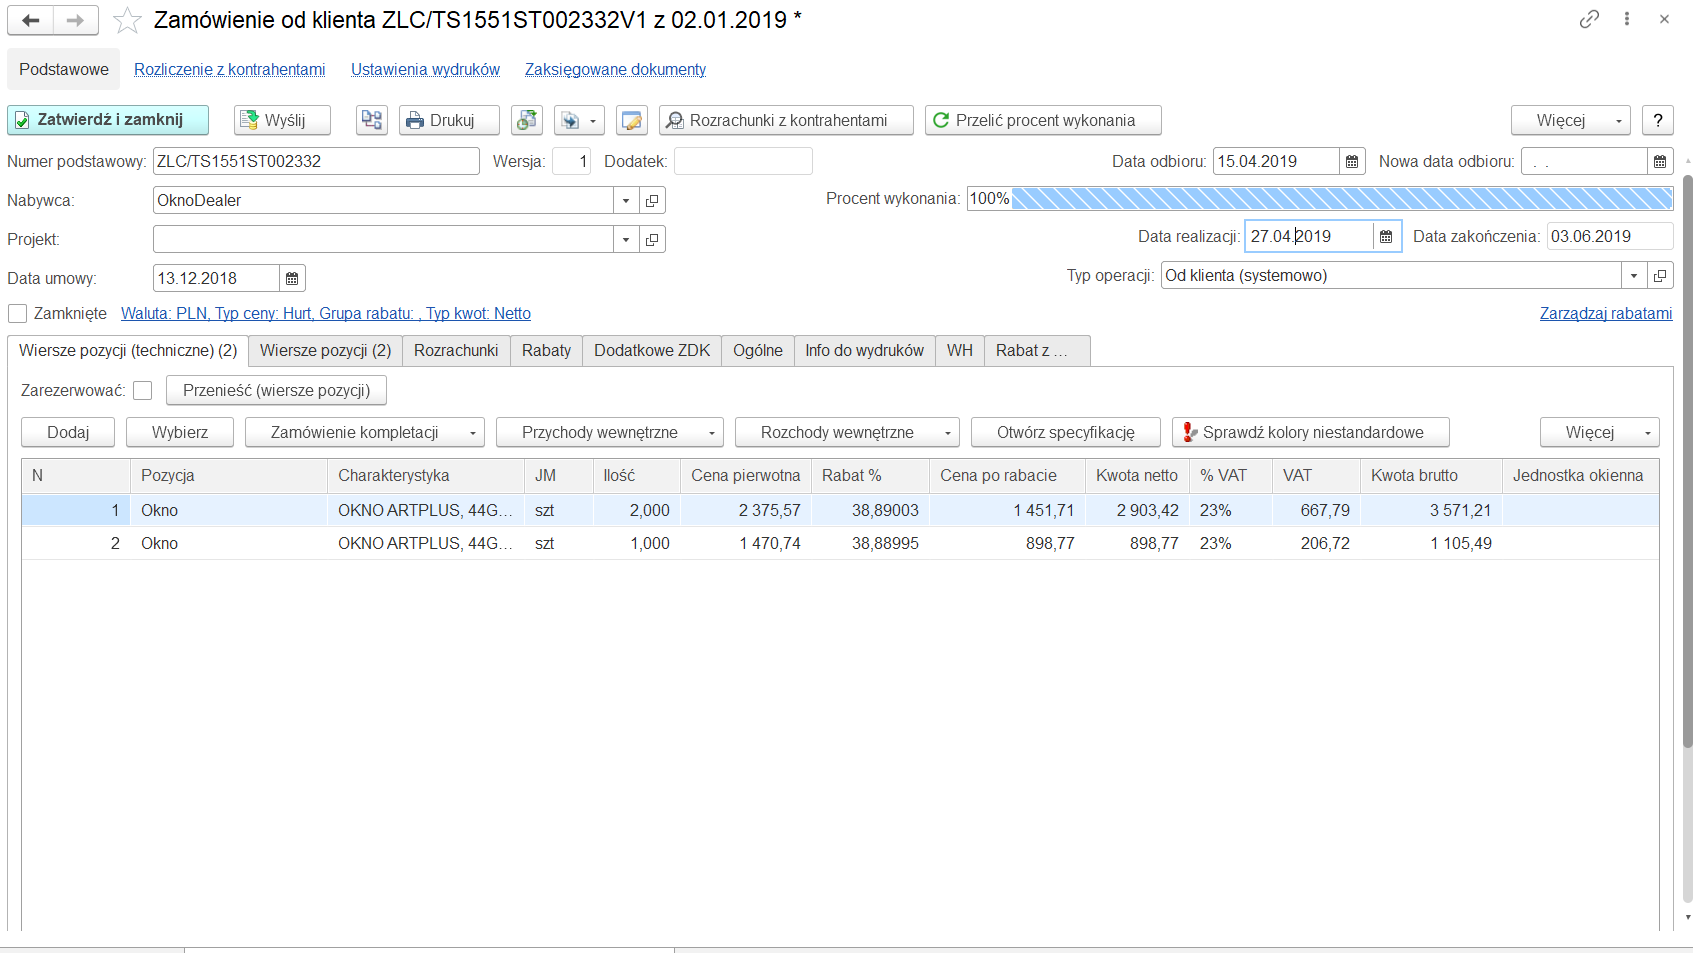 Zamówienie od klienta ZLC/TS1551ST002332V1 z 02.01.2019 *
Podstawowe Rozliczenie z kontrahentami Ustawienia wydruków Zaksięgowane dokumenty
Zatwierdź i zamknij Wyślij Drukuj Rozrachunki z kontrahentami Przelić procent wykonania Więcej ?
Numer podstawowy: ZLC/TS1551ST002332 Wersja: 1 Dodatek: Data odbioru: 15.04.2019 Nowa data odbioru: . .
Nabywca: OknoDealer Procent wykonania: 100%
Projekt: Data realizacji: 27.04.2019 Data zakończenia: 03.06.2019
Data umowy: 13.12.2018 Typ operacji: Od klienta (systemowo)
Zamknięte Waluta: PLN, Typ ceny: Hurt, Grupa rabatu: , Typ kwot: Netto Zarządzaj rabatami
Wiersze pozycji (techniczne) (2) Wiersze pozycji (2) Rozrachunki Rabaty Dodatkowe ZDK Ogólne Info do wydruków WH Rabat z ...
Zarezerwować: Przenieść (wiersze pozycji)
Dodaj Wybierz Zamówienie kompletacji Przychody wewnętrzne Rozchody wewnętrzne Otwórz specyfikację Sprawdź kolory niestandardowe Więcej
N Pozycja Charakterystyka JM Ilość Cena pierwotna Rabat % Cena po rabacie Kwota netto % VAT VAT Kwota brutto Jednostka okienna
1 Okno OKNO ARTPLUS, 44G... szt 2,000 2 375,57 38,89003 1 451,71 2 903,42 23% 667,79 3 571,21
2 Okno OKNO ARTPLUS, 44G... szt 1,000 1 470,74 38,88995 898,77 898,77 23% 206,72 1 105,49